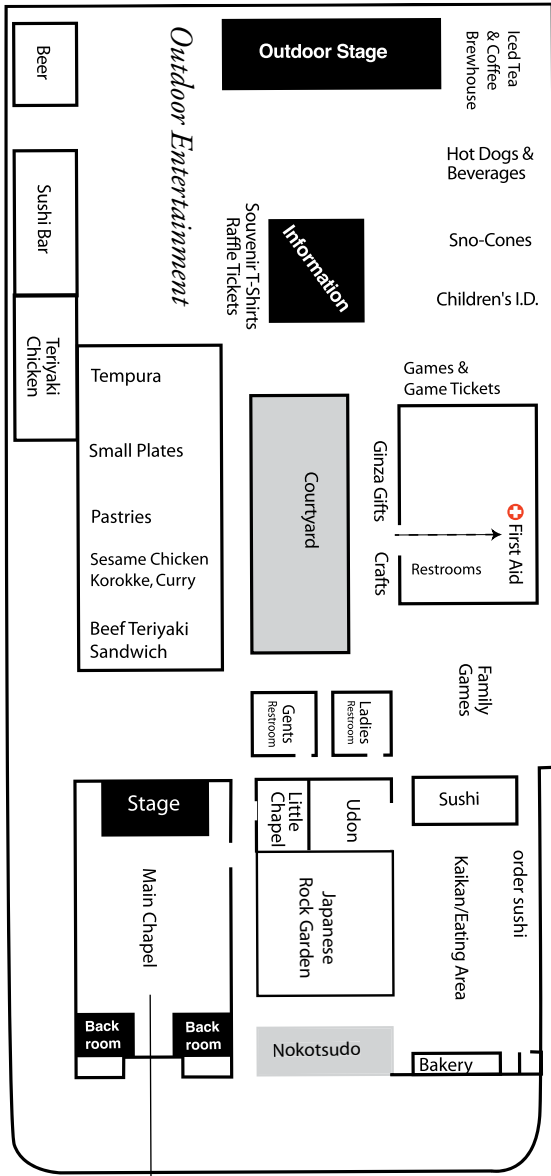 Beer
Outdoor Entertainment
Outdoor Stage
Iced Tea
& Coffee
Brewhouse
Hot Dogs &
Beverages
Sushi Bar
Souvenir T-Shirts
Raffle Tickets
Information
Sno-Cones
Children's I.D.
Teriyaki
Chicken
Tempura
Small Plates
Pastries
Sesame Chicken
Korokke, Curry
Beef Teriyaki
Sandwich
Courtyard
Games &
Game Tickets
Ginza Gifts
Crafts
First Aid
Restrooms
Family
Games
Gents
Restroom
Ladies
Restroom
Stage
Main Chapel
Back
room
Back
room
Little
Chapel
Udon
Japanese
Rock Garden
Nokotsudo
Sushi
order sushi
Kaikan/Eating Area
Bakery